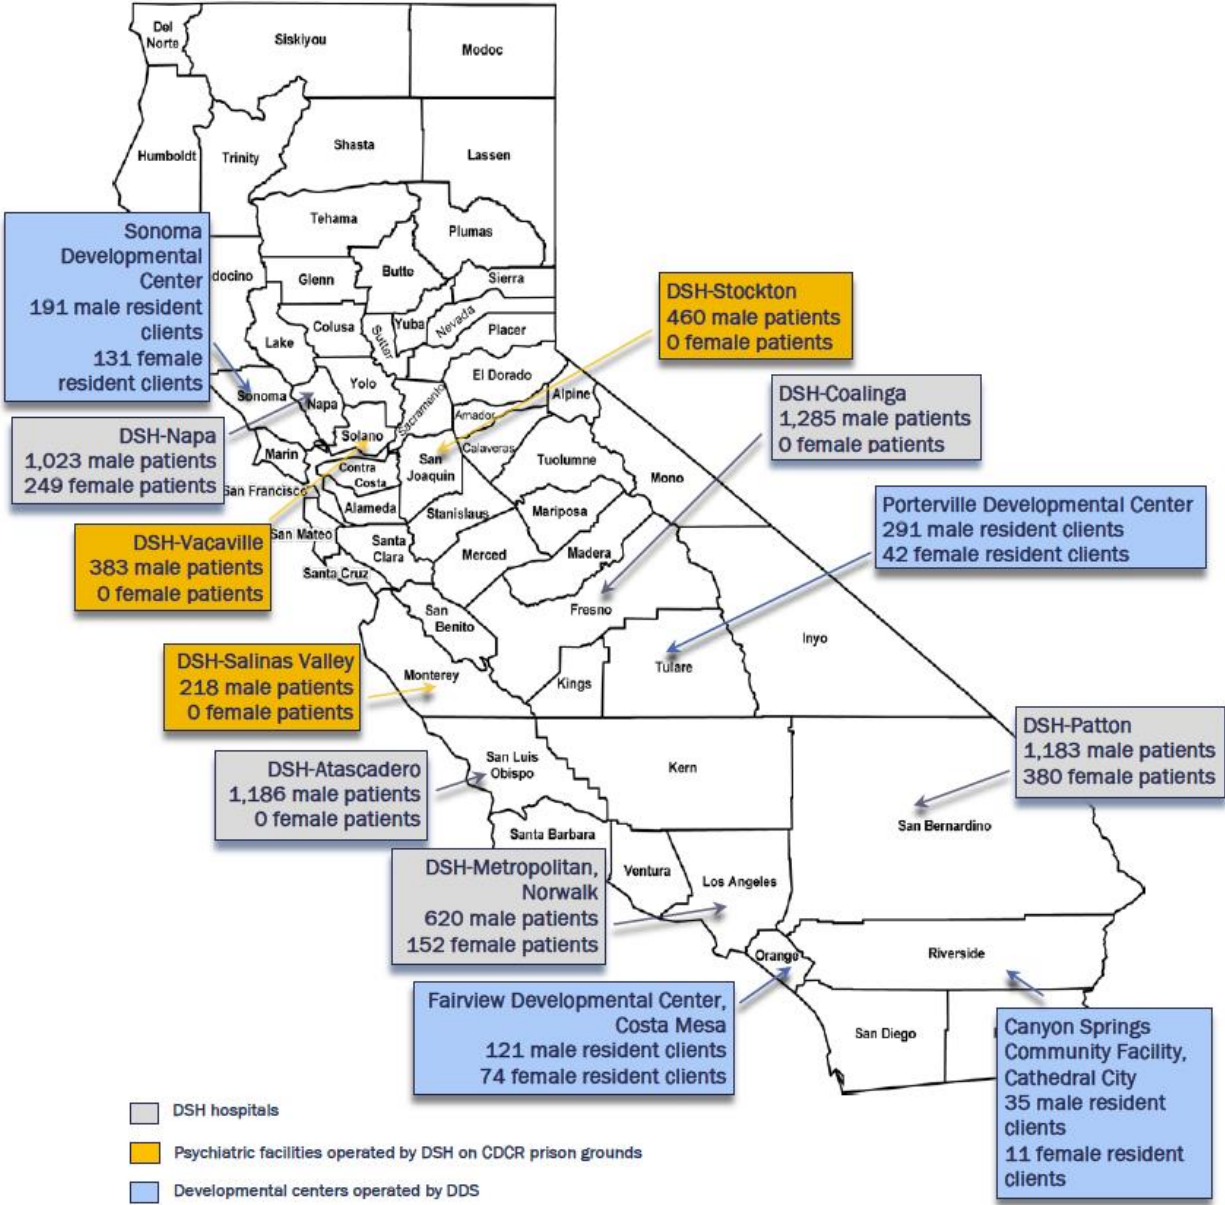 Del
Norte
Siskiyou
Modoc
Humboldt
Trinity
Shasta
Lassen
Tehama
Plumas
Sonoma
Developmental
Center
191 male resident
clients
131 female
resident clients
docino
Glenn
Butte
Sierra
Colusa
Sutter
Yuba
Nevada
Placer
Lake
DSH-Stockton
460 male patients
0 female patients
El Dorado
Yolo
Sonoma
Napa
Sacramento
Alpine
Amador
DSH-Coalinga
1,285 male patients
0 female patients
DSH-Napa
1,023 male patients
249 female patients
Solano
Marin
Calaveras
San
Joaquin
Contra
Costa
Tuolumne
Mono
San Francisco
Alameda
Stanislaus
Mariposa
Porterville Developmental Center
291 male resident clients
42 female resident clients
San Mateo
Santa
Clara
Merced
Madera
DSH-Vacaville
383 male patients
0 female patients
Santa Cruz
San
Benito
Fresno
Inyo
DSH-Salinas Valley
218 male patients
0 female patients
Monterey
Kings
Tulare
DSH-Patton
1,183 male patients
380 female patients
DSH-Atascadero
1,186 male patients
0 female patients
San Luis
Obispo
Kern
San Bernardino
Santa Barbara
DSH-Metropolitan,
Norwalk
620 male patients
152 female patients
Ventura
Los Angeles
Orange
Riverside
Fairview Developmental Center,
Costa Mesa
121 male resident clients
74 female resident clients
San Diego
Canyon Springs
Community Facility,
Cathedral City
35 male resident
clients
11 female resident
clients
DSH hospitals
Psychiatric facilities operated by DSH on CDCR prison grounds
Developmental centers operated by DDS